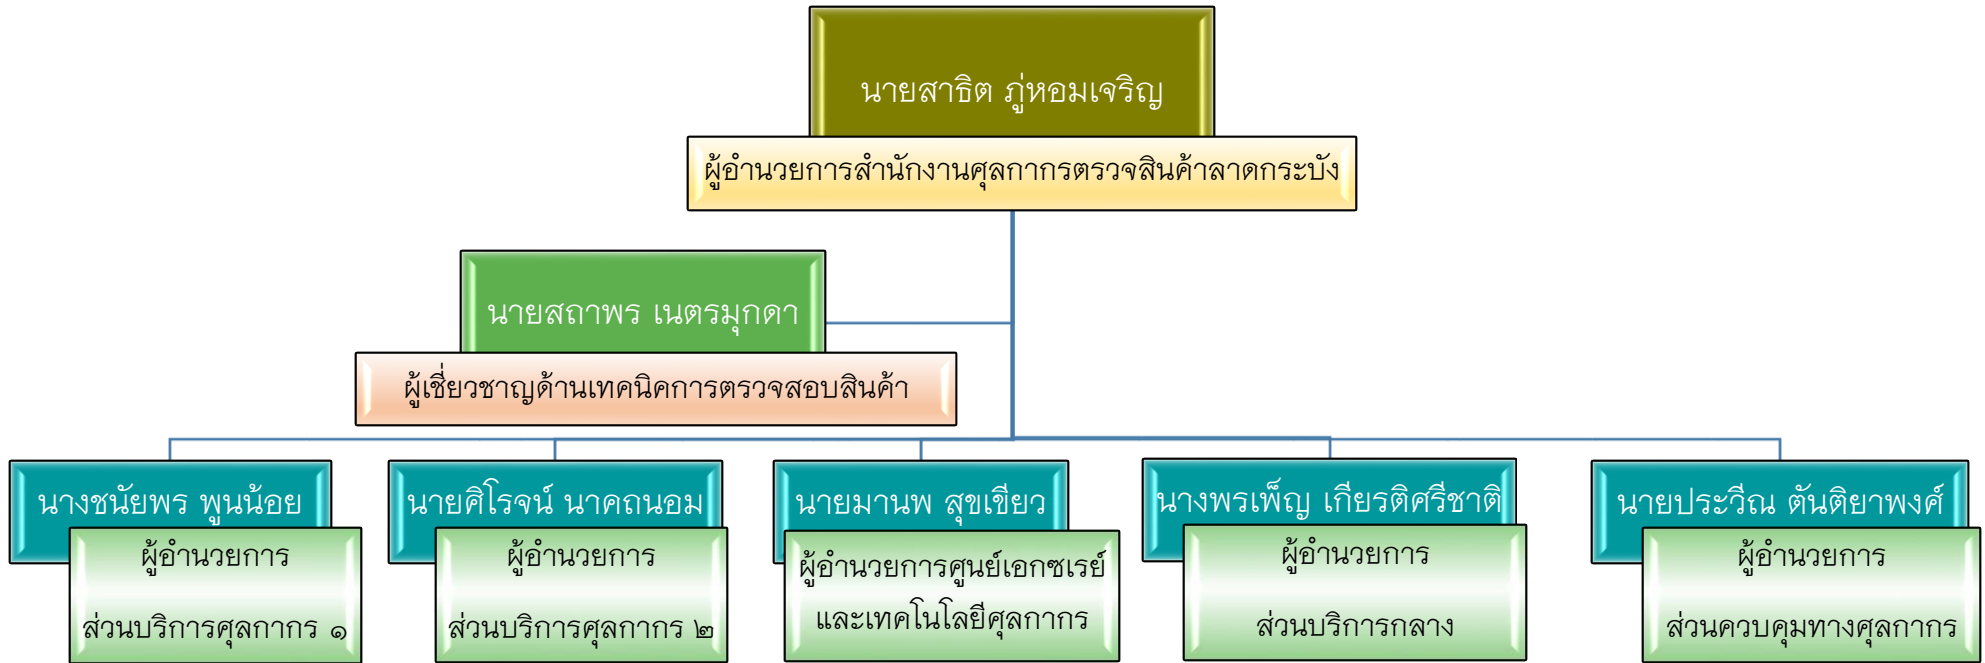 นายสาธิต ภู่หอมเจริญ
ผู้อำนวยการสำนักงานศุลกากรตรวจสินค้าลาดกระบัง
นายสถาพร เนตรมุกดา
ผู้เชี่ยวชาญด้านเทคนิคการตรวจสอบสินค้า
นางชนัยพร พูนน้อย
ผู้อำนวยการ
ส่วนบริการศุลกากร ๑
นายศิโรจน์ นาคถนอม
ผู้อำนวยการ
ส่วนบริการศุลกากร ๒
นายมานพ สุขเขียว
ผู้อำนวยการศูนย์เอกซเรย์
และเทคโนโลยีศุลกากร
นางพรเพ็ญ เกียรติศรีชาติ
ผู้อำนวยการ
ส่วนบริการกลาง
นายประวีณ ตันติยาพงศ์
ผู้อำนวยการ
ส่วนควบคุมทางศุลกากร